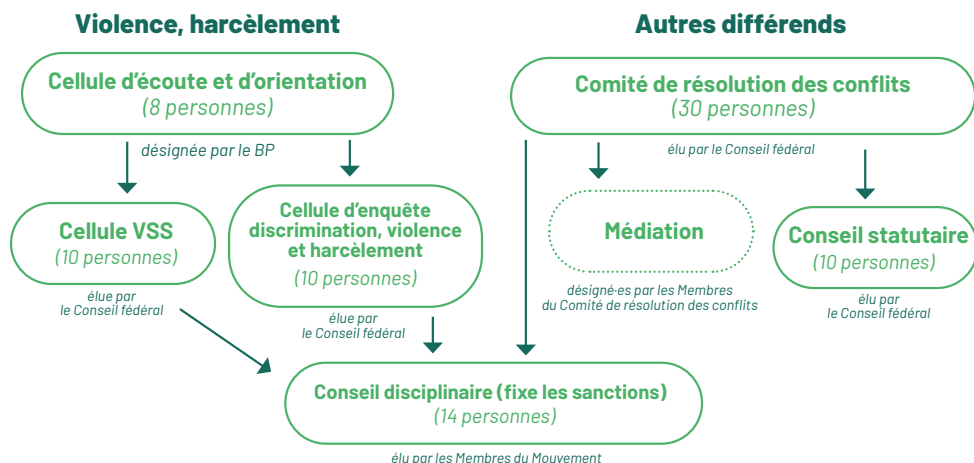 Violence, harcèlement
Autres différends
Cellule d'écoute et d'orientation
(8 personnes)
Comité de résolution des conflits
(30 personnes)
désignée par le BP
élu par le Conseil fédéral
Cellule VSS
(10 personnes)
Cellule d'enquête
discrimination, violence
et harcèlement
(10 personnes)
Médiation
Conseil statutaire
(10 personnes)
élue par
le Conseil fédéral
élue par
le Conseil fédéral
désigné·es par les Membres
du Comité de résolution des conflits
élu par
le Conseil fédéral
Conseil disciplinaire (fixe les sanctions)
(14 personnes)
élu par les Membres du Mouvement